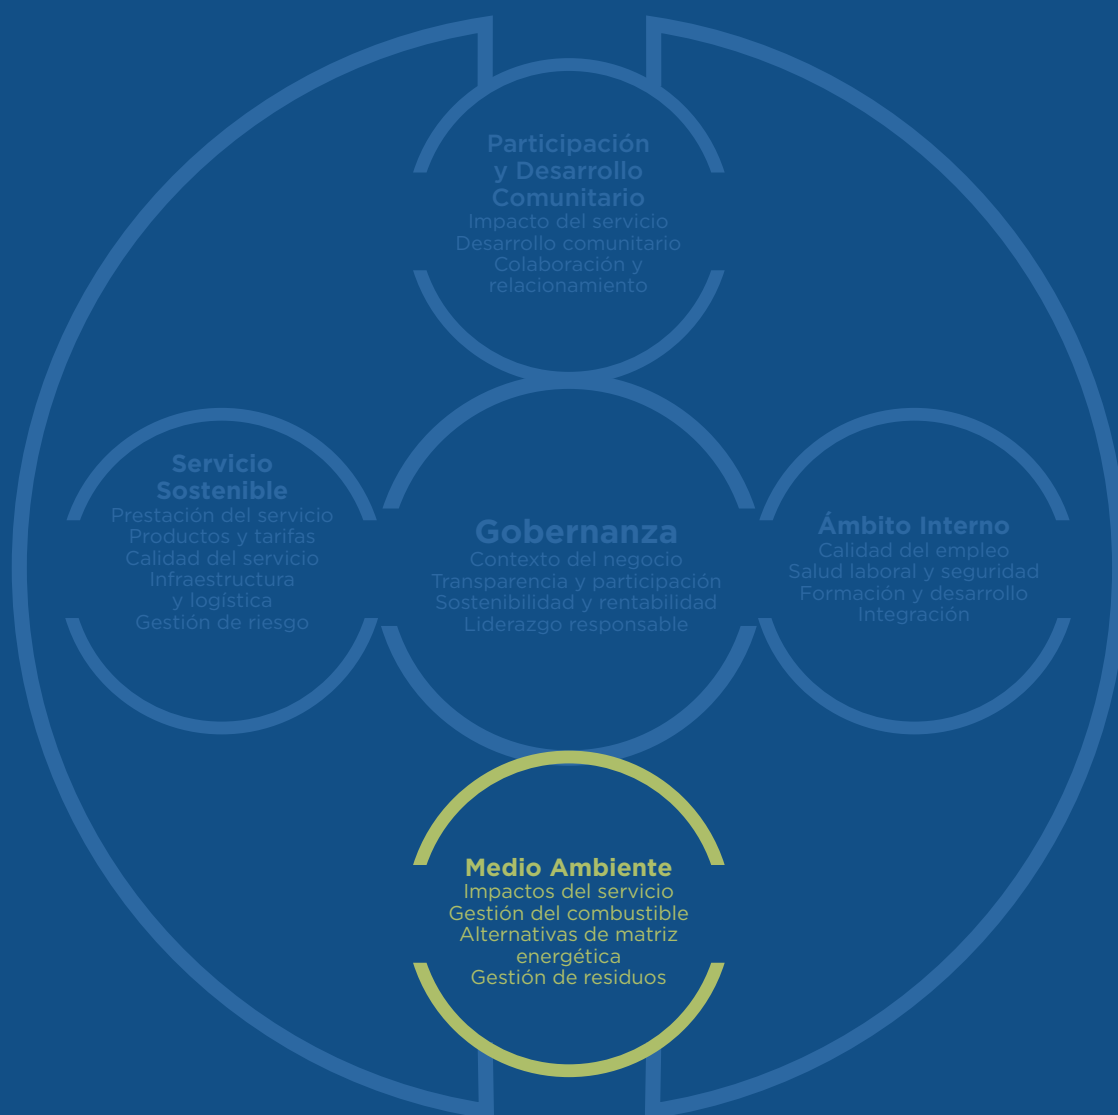 Participación
y Desarrollo
Comunitario
Impacto del servicio
Desarrollo comunitario
Colaboración y
relacionamiento
Servicio
Sostenible
Prestación del servicio
Productos y tarifas
Calidad del servicio
Infraestructura
y logística
Gestión de riesgo
Gobernanza
Contexto del negocio
Transparencia y participación
Sostenibilidad y rentabilidad
Liderazgo responsable
Ámbito Interno
Calidad del empleo
Salud laboral y seguridad
Formación y desarrollo
Integración
Medio Ambiente
Impactos del servicio
Gestión del combustible
Alternativas de matriz
energética
Gestión de residuos